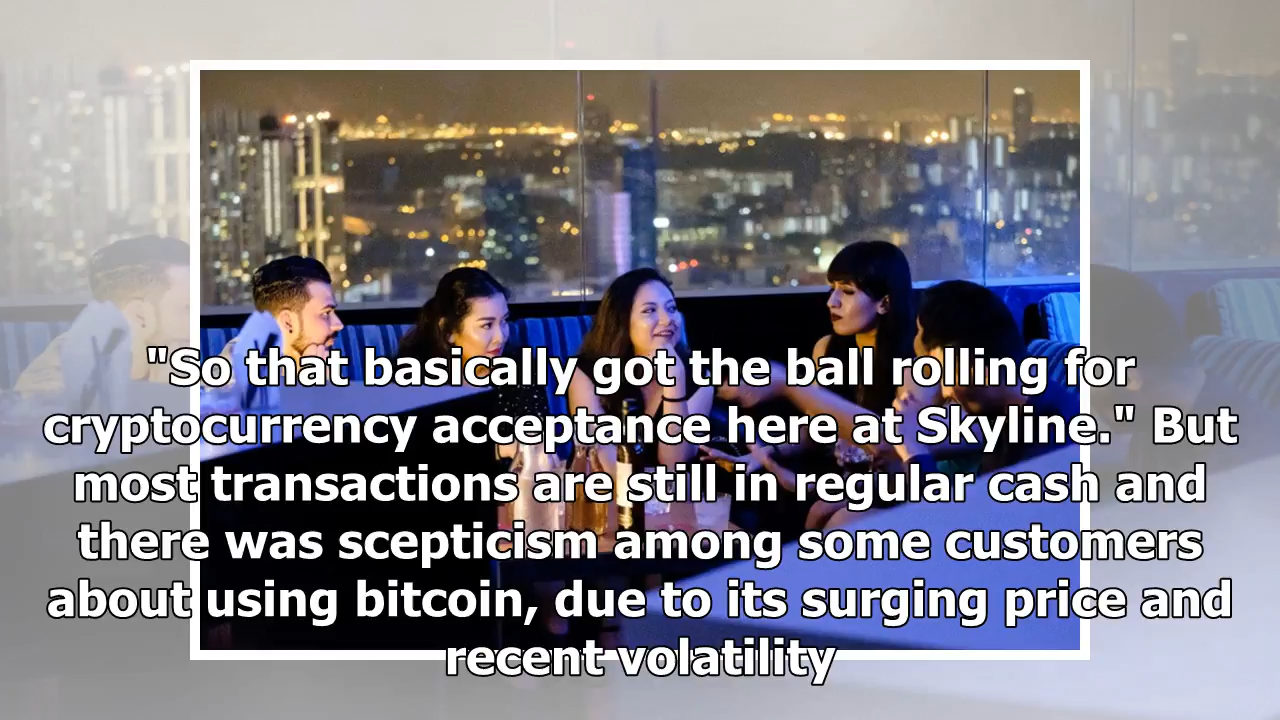 "So that basically got the ball rolling for
cryptocurrency acceptance here at Skyline." But
most transactions are still in regular cash and
there was scepticism among some customers
about using bitcoin, due to its surging price and
recent volatility